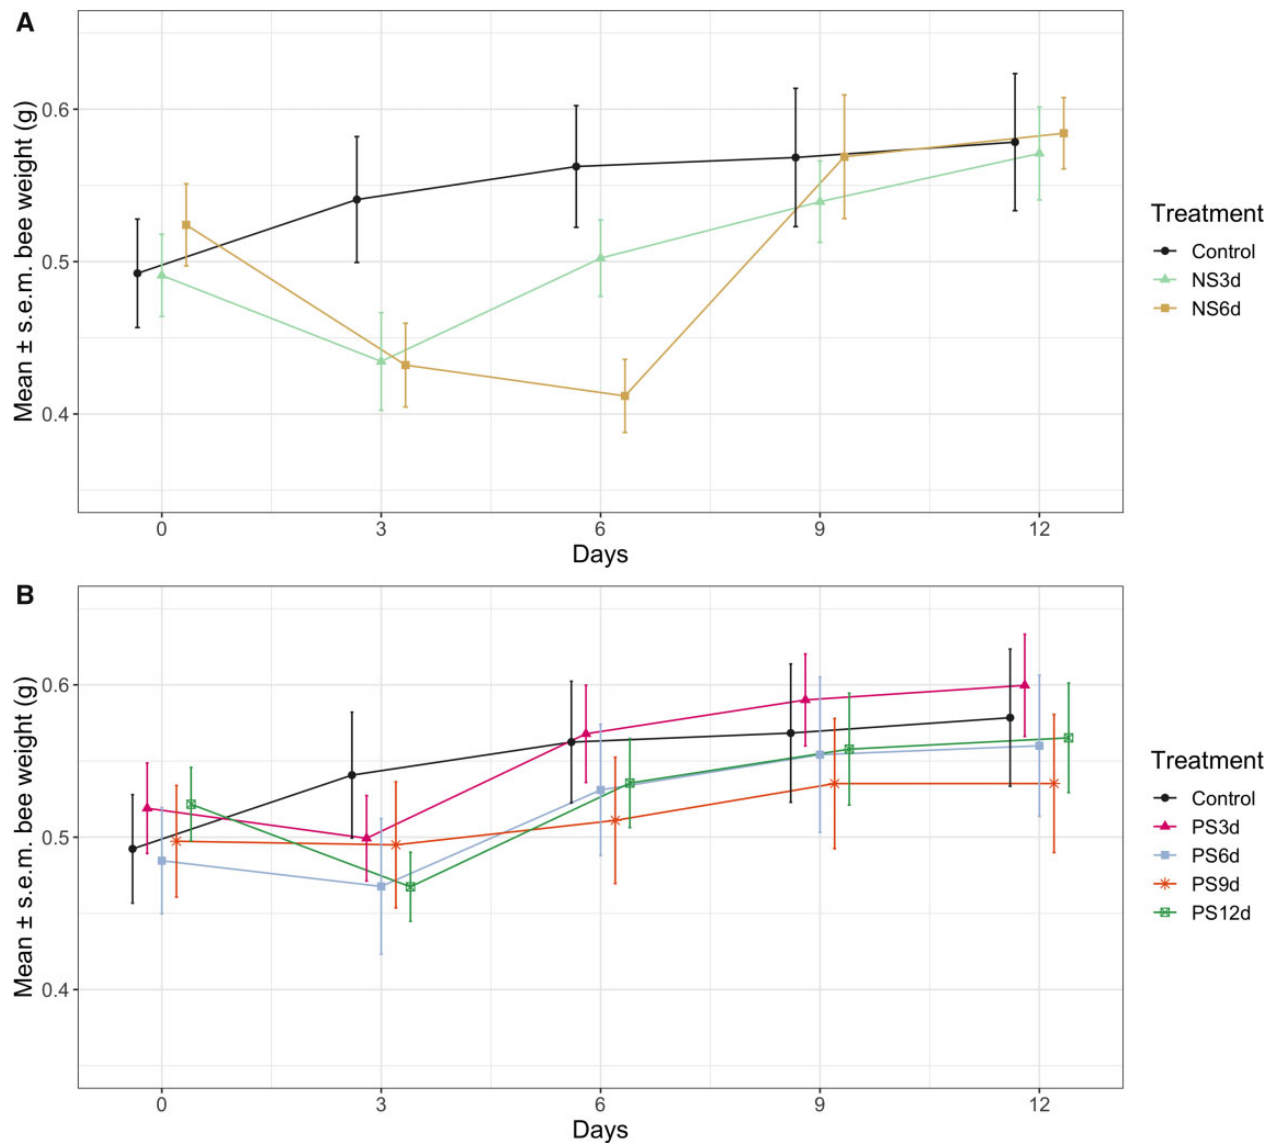 A
Mean ± s.e.m. bee weight (g)
0.6
0.5
0.4
0 3 6 9 12
Days
Treatment
Control
NS3d
NS6d
B
Mean ± s.e.m. bee weight (g)
0.6
0.5
0.4
0 3 6 9 12
Days
Treatment
Control
PS3d
PS6d
PS9d
PS12d